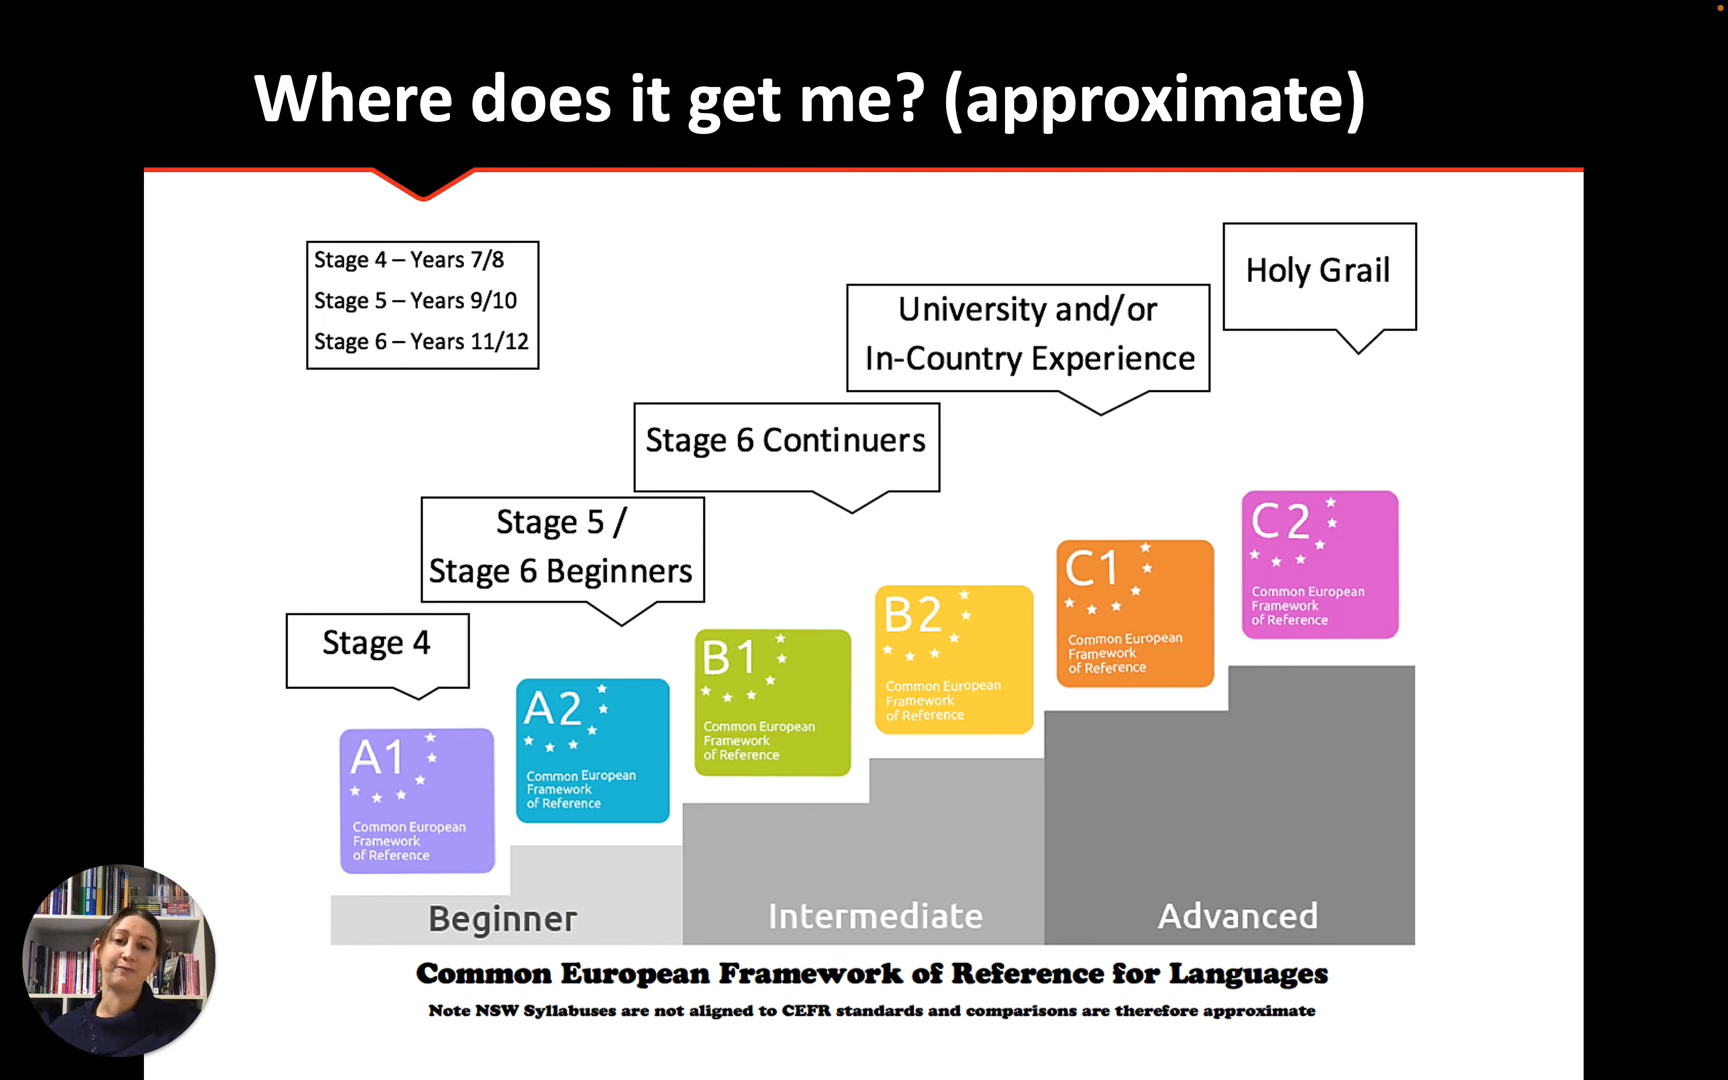 Where does it get me? (approximate)
Stage 4 – Years 7/8
Stage 5 – Years 9/10
Stage 6 – Years 11/12
Holy Grail
University and/or
In-Country Experience
Stage 6 Continuers
Stage 5 /
Stage 6 Beginners
Stage 4
A1
Common European
Framework
of Reference
A2
Common European
Framework
of Reference
B1
Common European
Framework
of Reference
B2
Common European
Framework
of Reference
C1
Common European
Framework
of Reference
C2
Common European
Framework
of Reference
Beginner
Intermediate
Advanced
Common European Framework of Reference for Languages
Note NSW Syllabuses are not aligned to CEFR standards and comparisons are therefore approximate